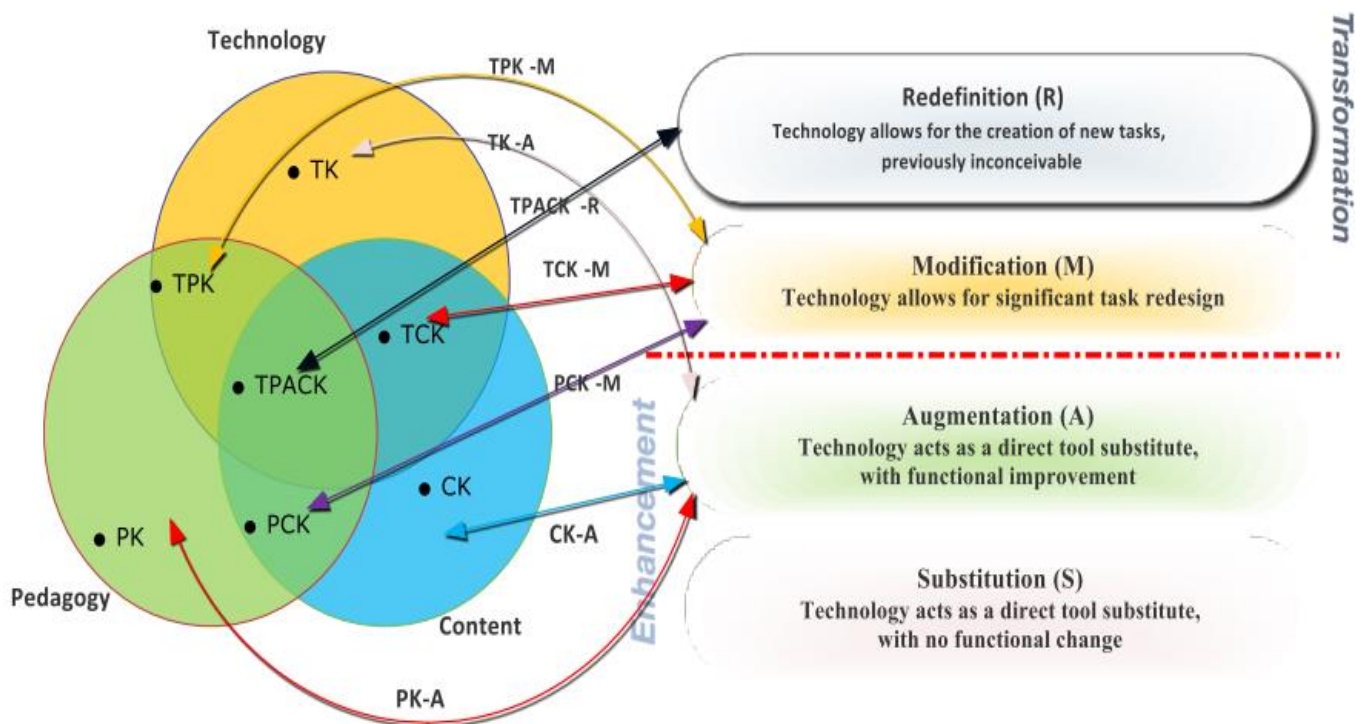 Technology
TPK -M
TK -A
TK
TPACK -R
TPK
TCK -M
TCK
TPACK
PCK -M
CK
PCK
PK
CK-A
Pedagogy
Content
PK-A
Transformation
Redefinition (R)
Technology allows for the creation of new tasks,
previously inconceivable
Modification (M)
Technology allows for significant task redesign
Enhancement
Augmentation (A)
Technology acts as a direct tool substitute,
with functional improvement
Substitution (S)
Technology acts as a direct tool substitute,
with no functional change